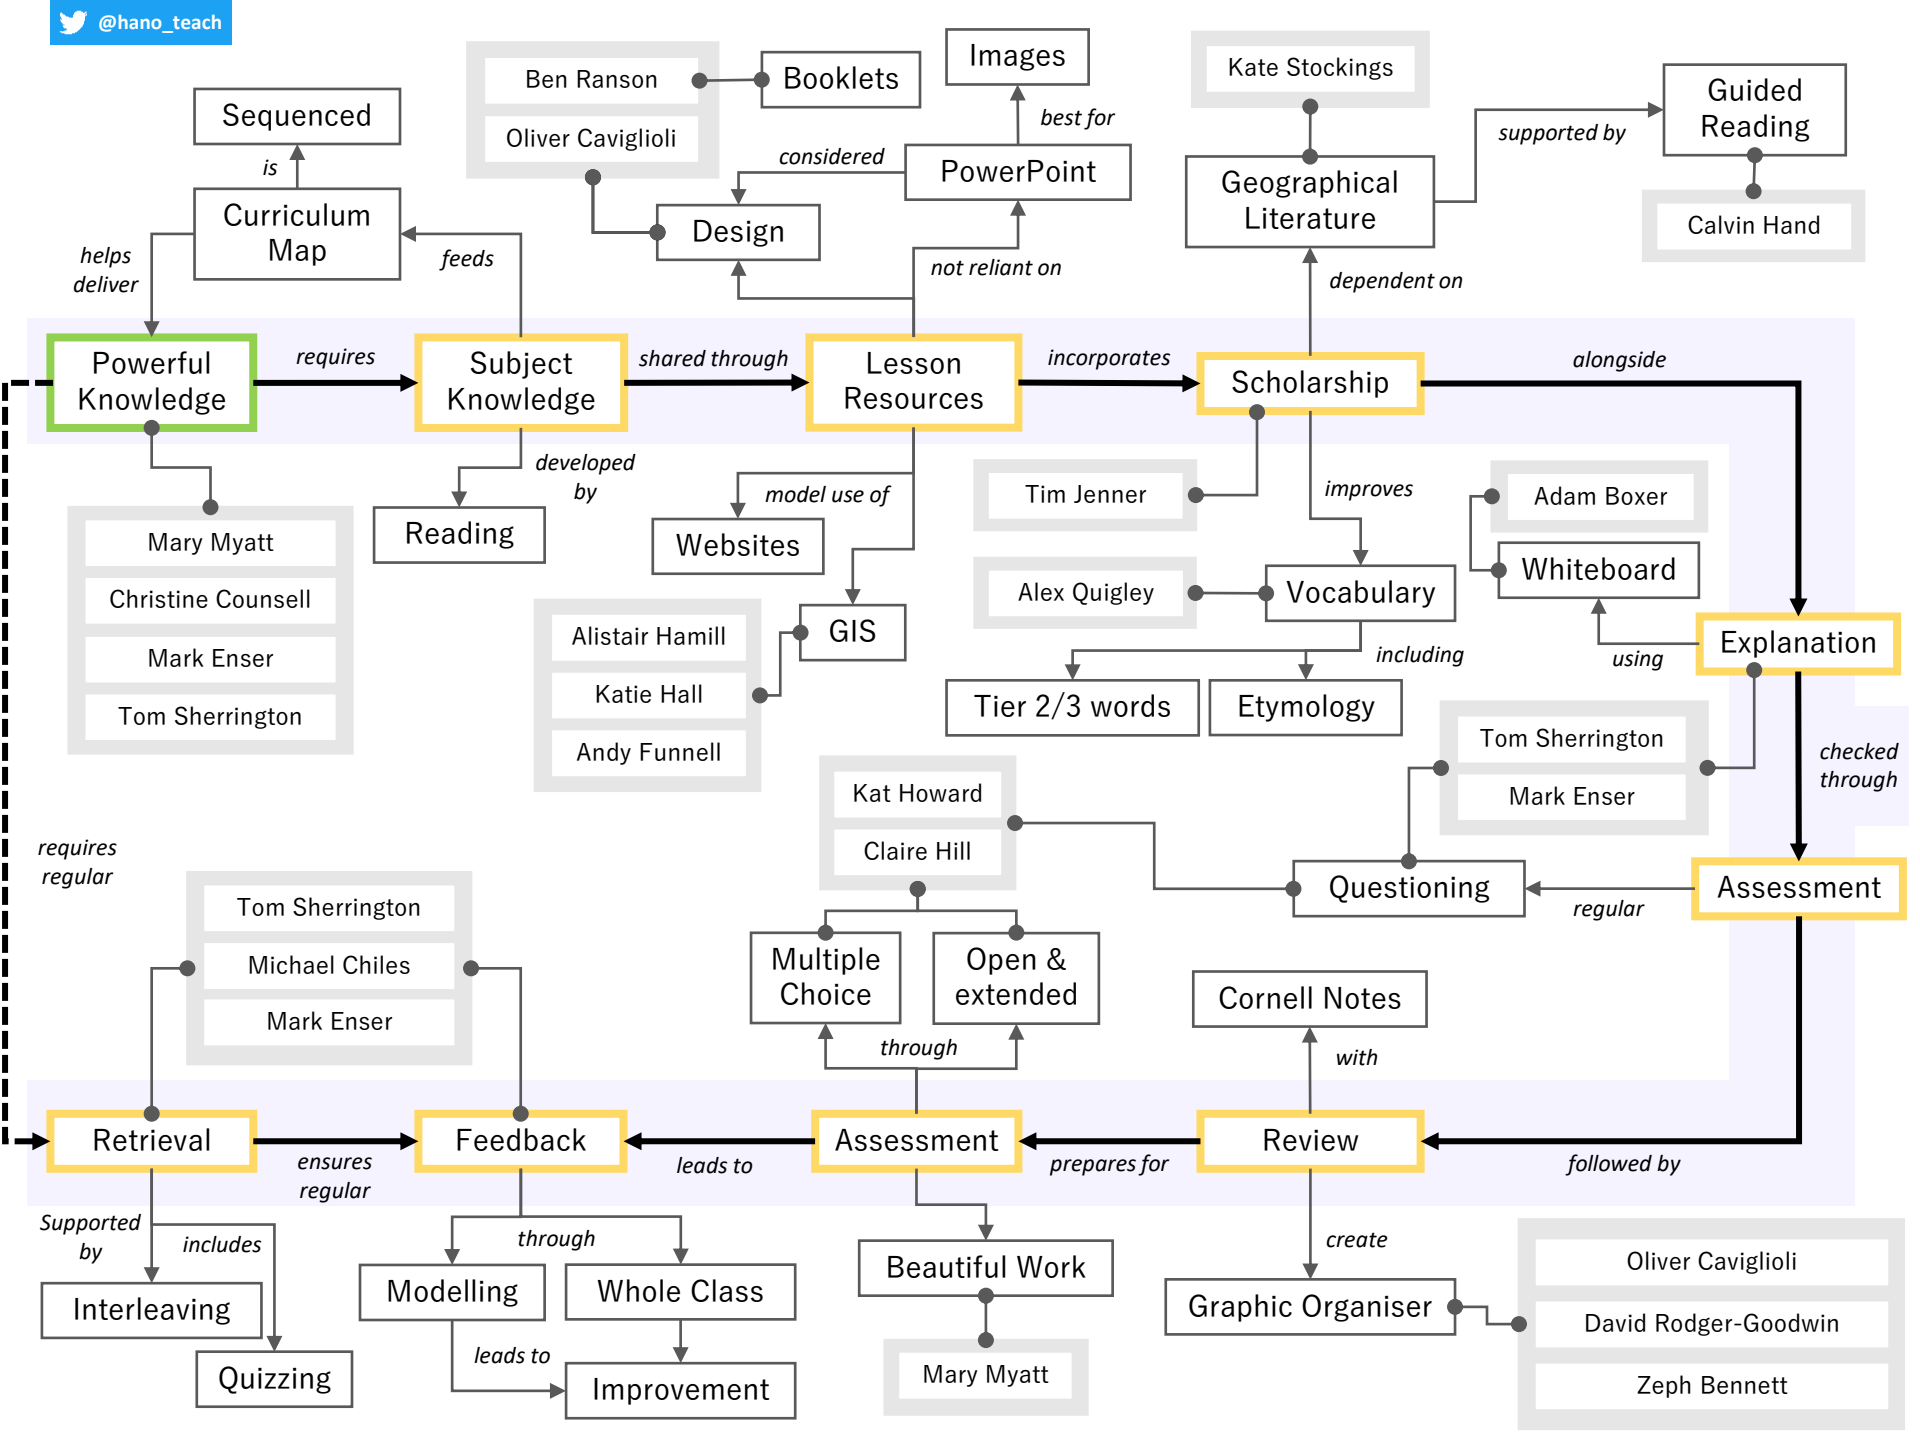 @hano_teach
Images
Ben Ranson
Booklets
Oliver Caviglioli
Kate Stockings
Guided
Reading
Sequenced
best for
supported by
is
considered
PowerPoint
Geographical
Literature
Curriculum
Map
Design
Calvin Hand
helps
deliver
feeds
not reliant on
dependent on
Powerful
Knowledge
requires
Subject
Knowledge
shared through
Lesson
Resources
incorporates
Scholarship
alongside
developed
by
Reading
model use of
Websites
Tim Jenner
improves
Adam Boxer
Whiteboard
Mary Myatt
Christine Counsell
Mark Enser
Tom Sherrington
Alistair Hamill
Katie Hall
Andy Funnell
GIS
Alex Quigley
Vocabulary
including
using
Explanation
Tier 2/3 words
Etymology
Tom Sherrington
Mark Enser
checked
through
Kat Howard
Claire Hill
requires
regular
Questioning
regular
Assessment
Tom Sherrington
Michael Chiles
Mark Enser
Multiple
Choice
Open &
extended
Cornell Notes
through
with
Retrieval
ensures
regular
Feedback
leads to
Assessment
prepares for
Review
followed by
Supported
by
includes
through
create
Interleaving
Quizzing
Modelling
Whole Class
leads to
Improvement
Beautiful Work
Mary Myatt
Graphic Organiser
Oliver Caviglioli
David Rodger-Goodwin
Zeph Bennett